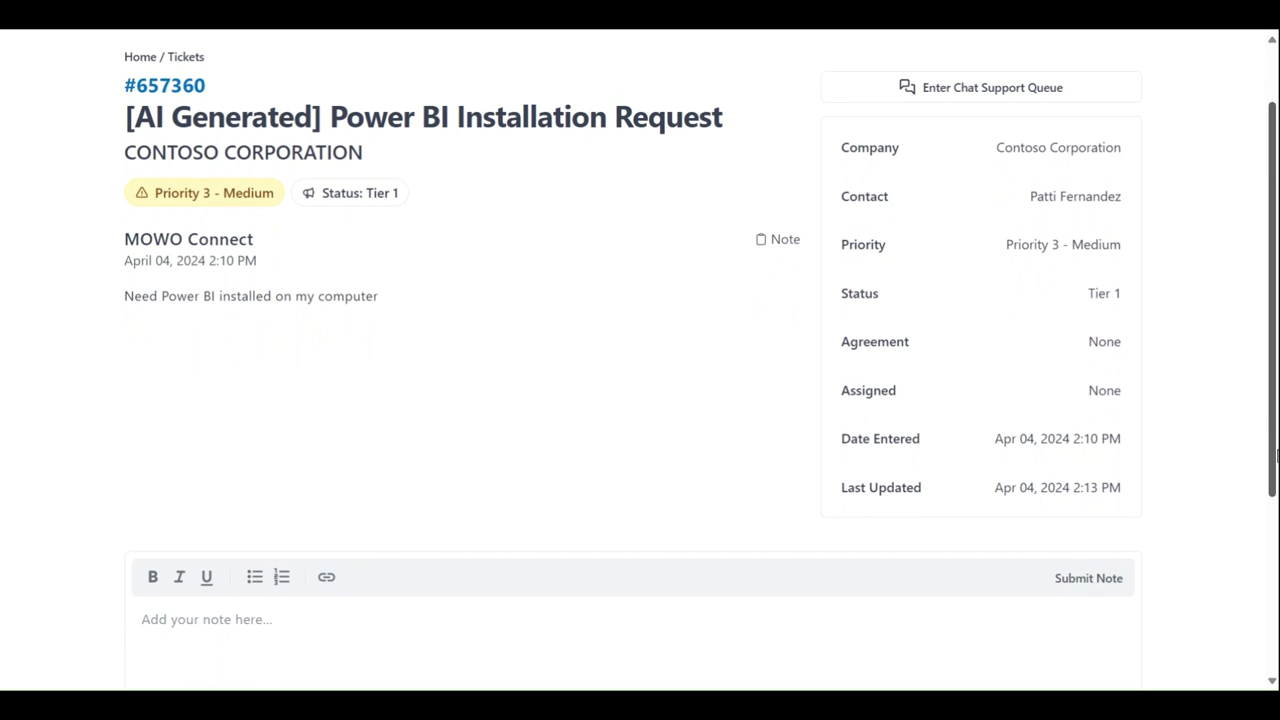 Home / Tickets
#657360
[AI Generated] Power BI Installation Request
CONTOSO CORPORATION
Priority 3 - Medium
Status: Tier 1
MOWO Connect
Note
April 04, 2024 2:10 PM
Need Power BI installed on my computer
Enter Chat Support Queue
Company Contoso Corporation
Contact Patti Fernandez
Priority Priority 3 - Medium
Status Tier 1
Agreement None
Assigned None
Date Entered Apr 04, 2024 2:10 PM
Last Updated Apr 04, 2024 2:13 PM
B I U Submit Note
Add your note here...